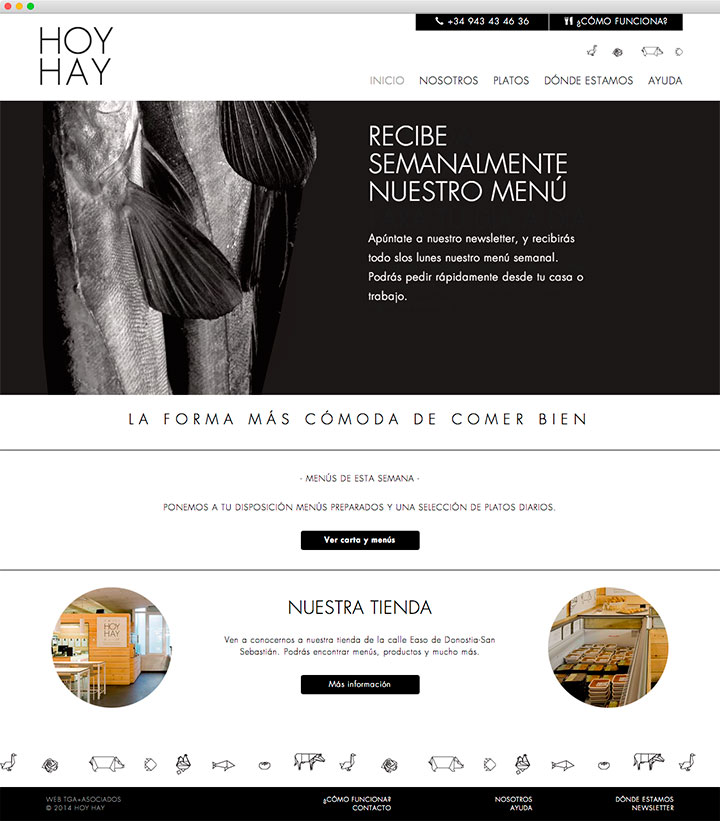 HOY
HAY
+34 943 43 46 36
¿CÓMO FUNCIONA?
INICIO NOSOTROS PLATOS DÓNDE ESTAMOS AYUDA
RECIBE
SEMANALMENTE
NUESTRO MENÚ
Apúntate a nuestro newsletter, y recibirás
todo slos lunes nuestro menú semanal.
Podrás pedir rápidamente desde tu casa o
trabajo.
LA FORMA MÁS CÓMODA DE COMER BIEN
- MENÚS DE ESTA SEMANA -
PONEMOS A TU DISPOSICIÓN MENÚS PREPARADOS Y UNA SELECCIÓN DE PLATOS DIARIOS.
Ver carta y menús
HOY
HAY
NUESTRA TIENDA
Ven a conocernos a nuestra tienda de la calle Easo de Donostia-San
Sebastián. Podrás encontrar menús, productos y mucho más.
Más información
WEB TGA+ASOCIADOS
© 2014 HOY HAY
¿CÓMO FUNCIONA?
CONTACTO
NOSOTROS
AYUDA
DÓNDE ESTAMOS
NEWSLETTER